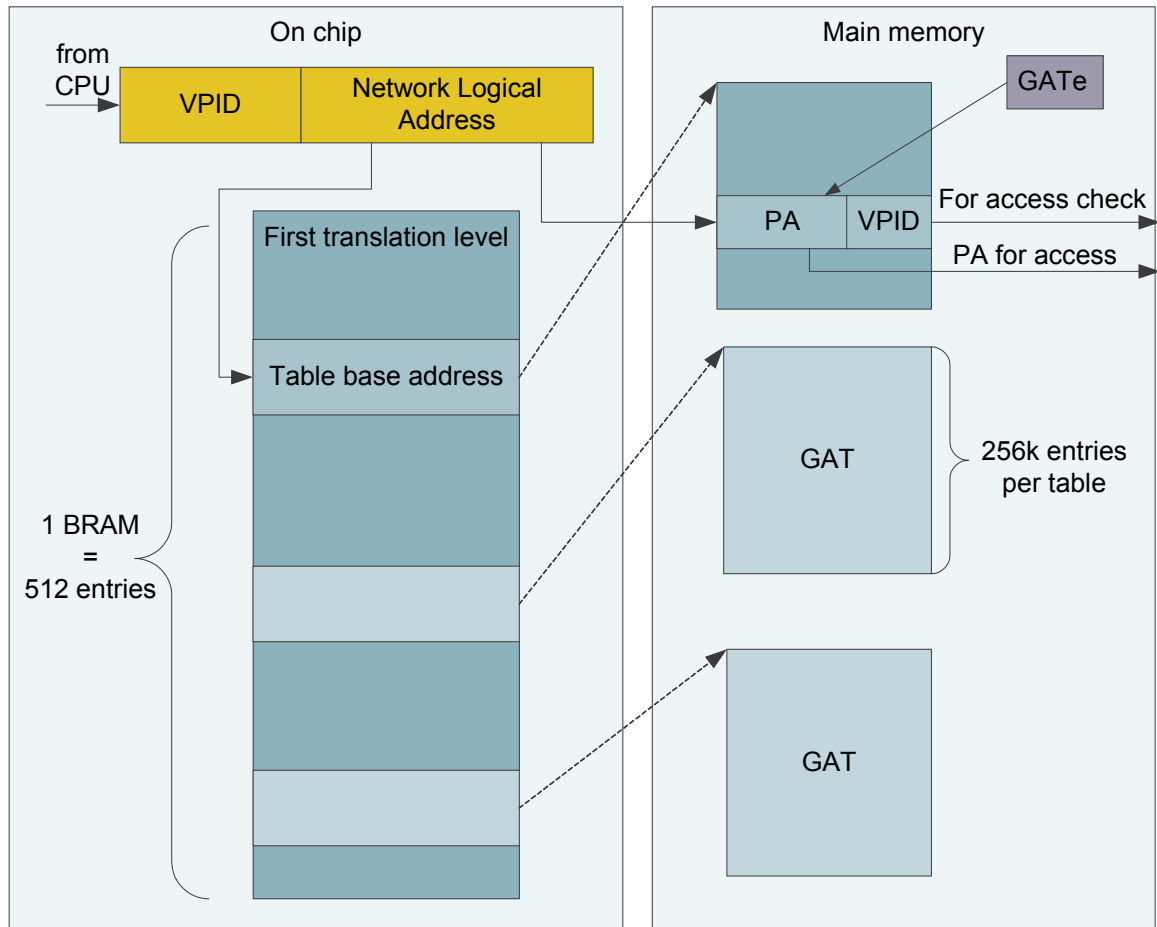 On chip
from
CPU
VPID
Network Logical
Address
First translation level
Table base address
1 BRAM
=
512 entries
Main memory
GATe
PA
VPID
For access check
PA for access
GAT
256k entries
per table
GAT